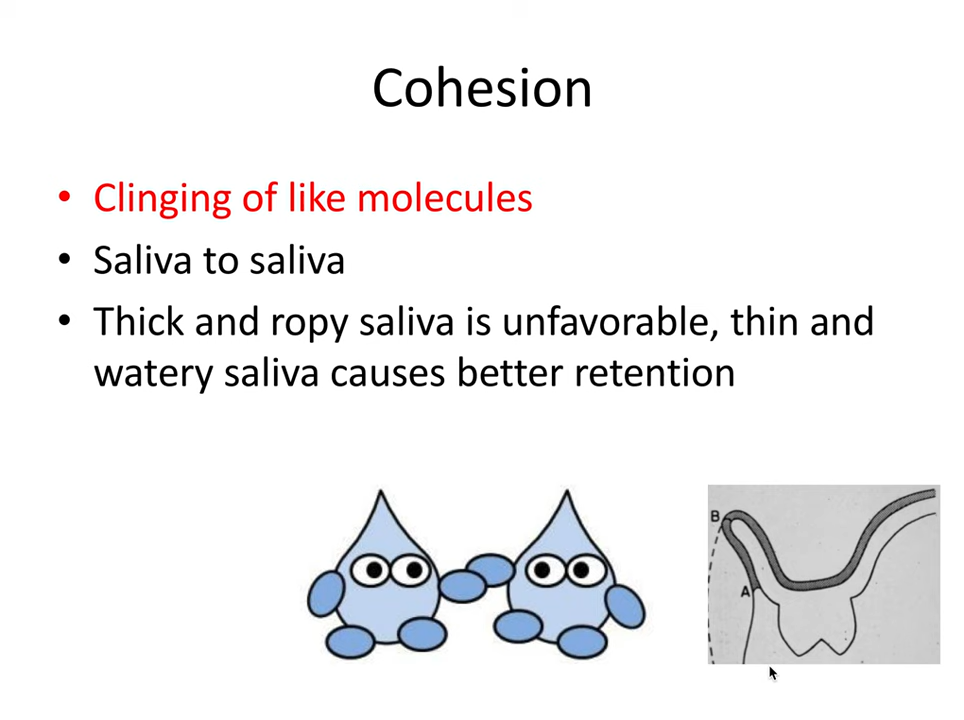 Cohesion
• Clinging of like molecules
• Saliva to saliva
• Thick and ropy saliva is unfavorable, thin and
watery saliva causes better retention
B
A